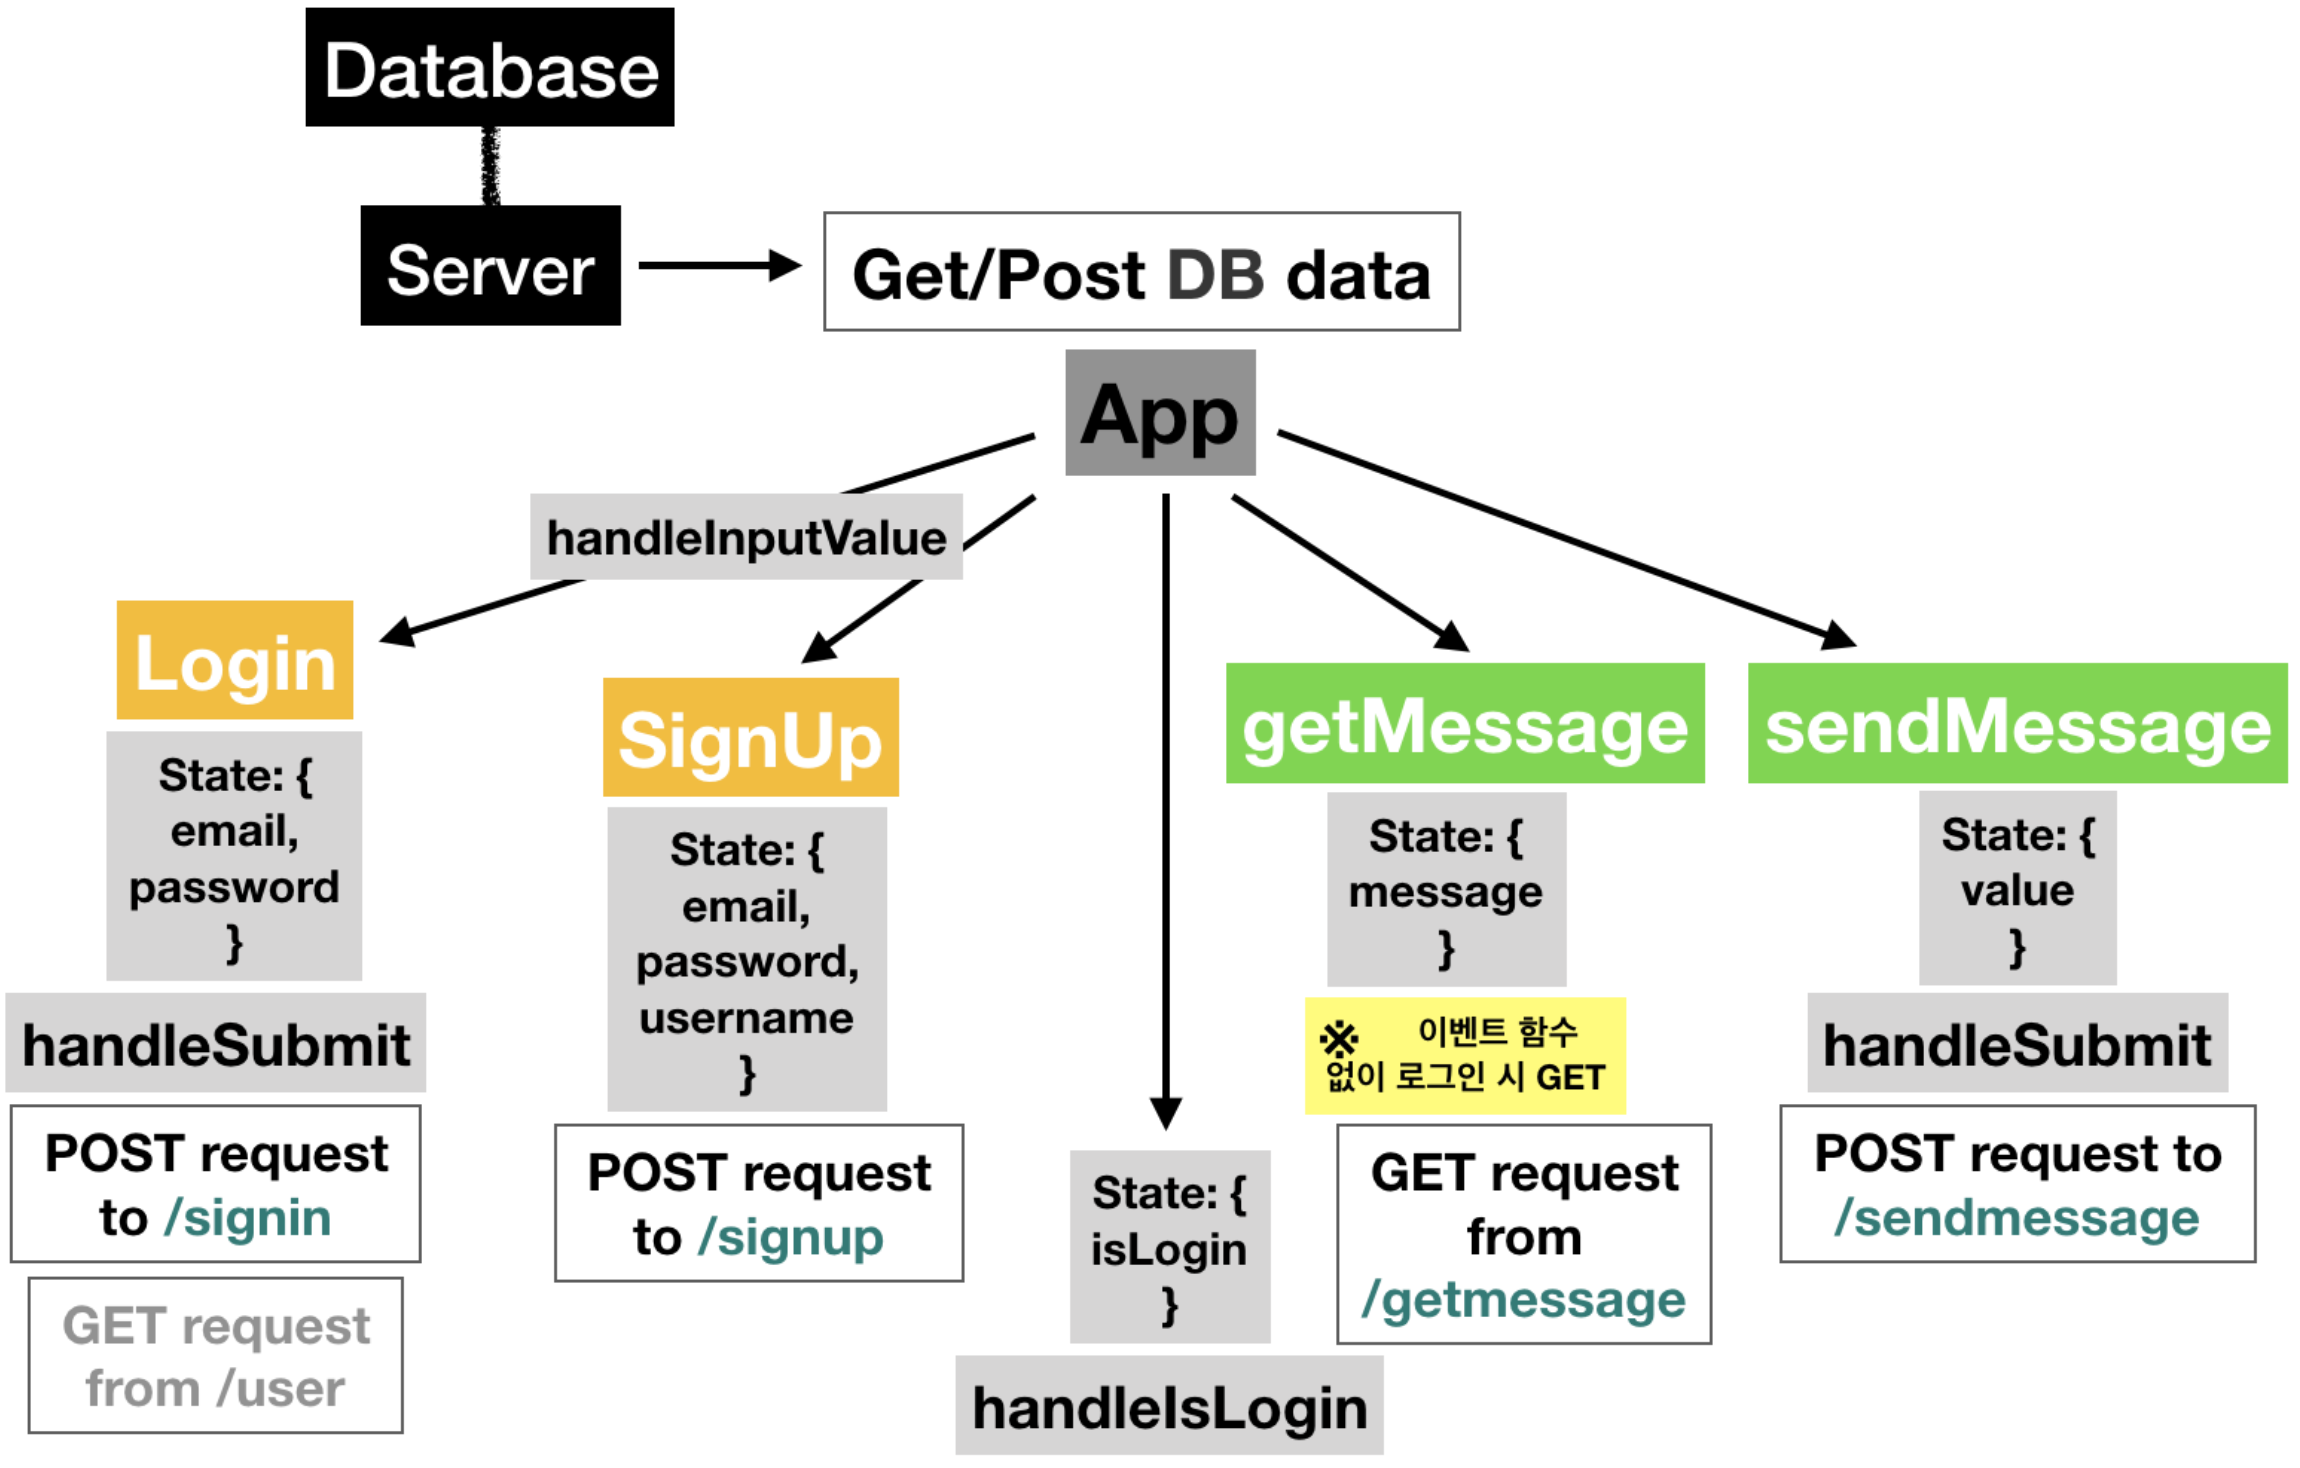 Database
Server
Get/Post DB data
App
handleInputValue
Login
State: {
email,
password
}
handleSubmit
POST request
to /signin
GET request
from /user
SignUp
State: {
email,
password,
username
}
POST request
to /signup
State: {
isLogin
}
handleIsLogin
getMessage
State: {
message
}
※ 이벤트 함수
없이 로그인 시 GET
GET request
from
/getmessage
sendMessage
State: {
value
}
handleSubmit
POST request to
/sendmessage